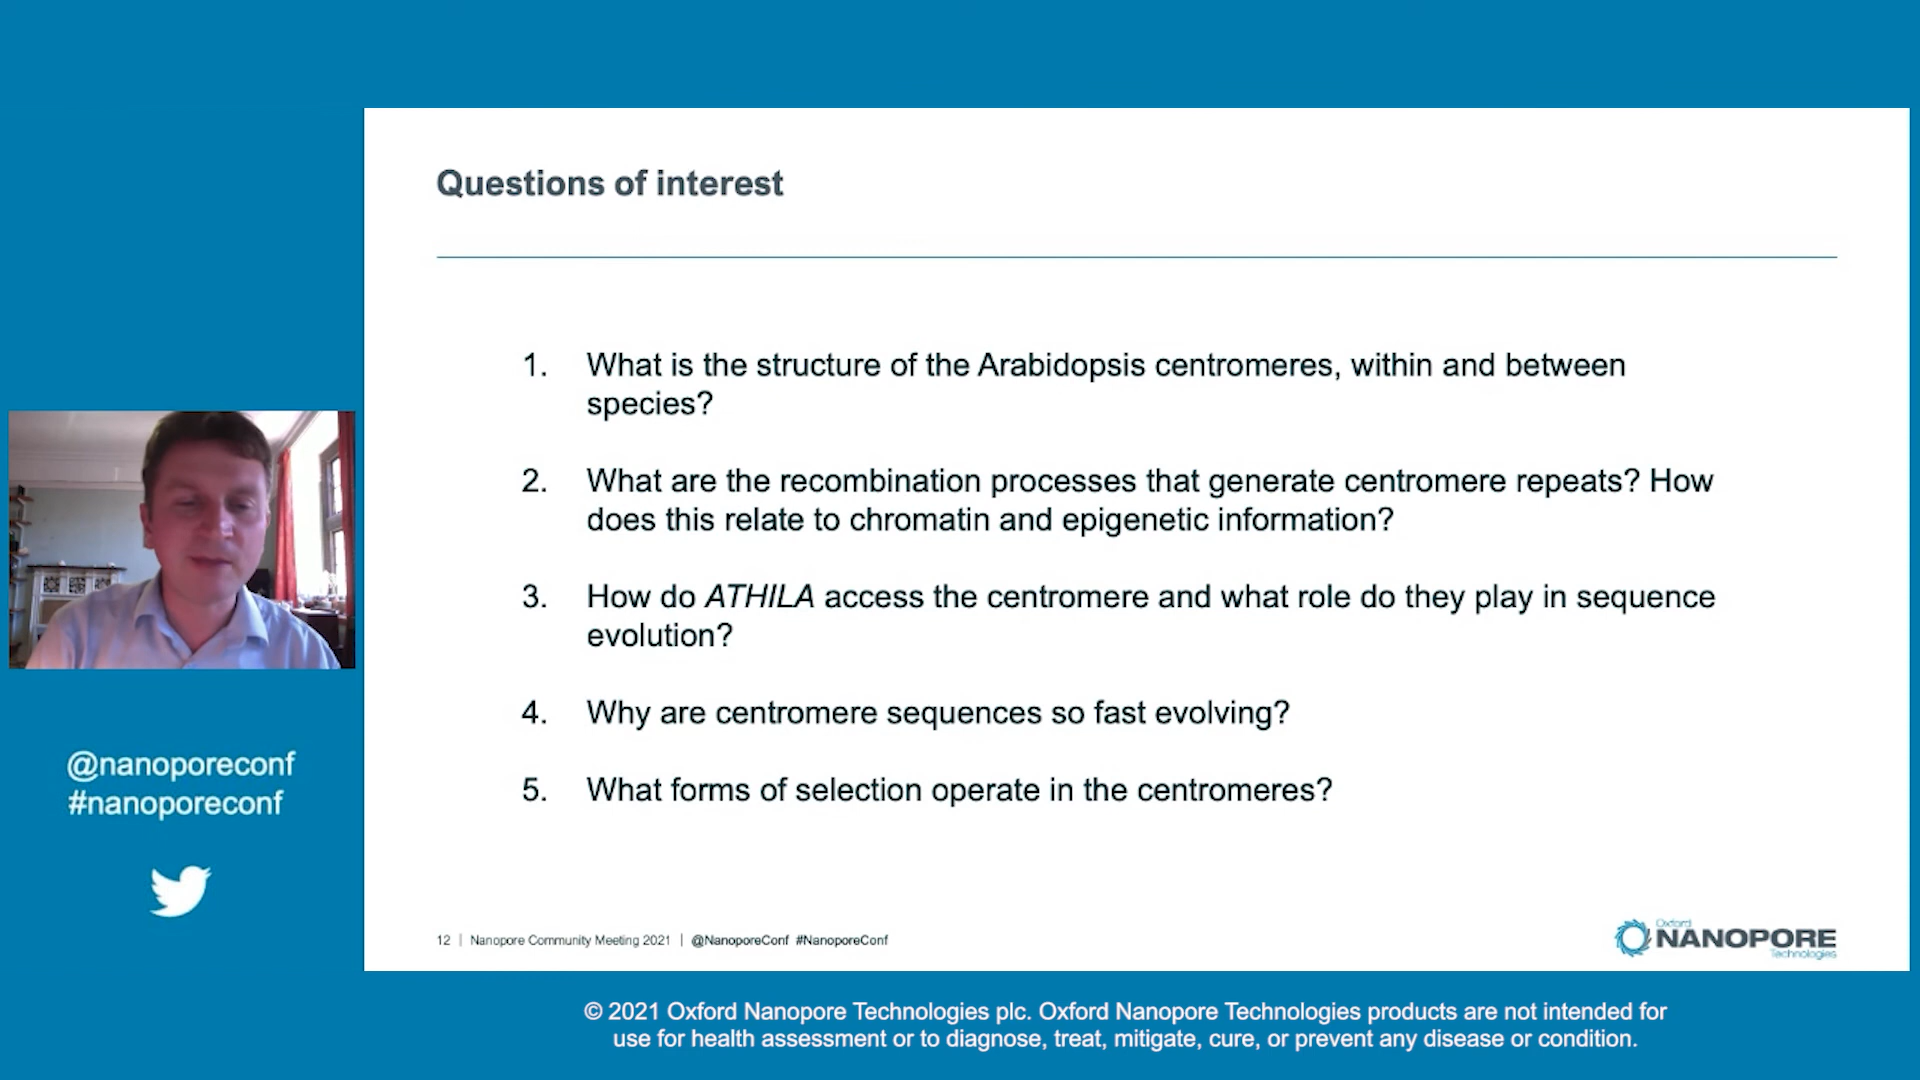 Questions of interest
1. What is the structure of the Arabidopsis centromeres, within and between
species?
2. What are the recombination processes that generate centromere repeats? How
does this relate to chromatin and epigenetic information?
3. How do ATHILA access the centromere and what role do they play in sequence
evolution?
4. Why are centromere sequences so fast evolving?
5. What forms of selection operate in the centromeres?
@nanoporeconf
#nanoporeconf
12 | Nanopore Community Meeting 2021 | @NanoporeConf #NanoporeConf
Oxford
NANOPORE
Technologies
© 2021 Oxford Nanopore Technologies plc. Oxford Nanopore Technologies products are not intended for
use for health assessment or to diagnose, treat, mitigate, cure, or prevent any disease or condition.